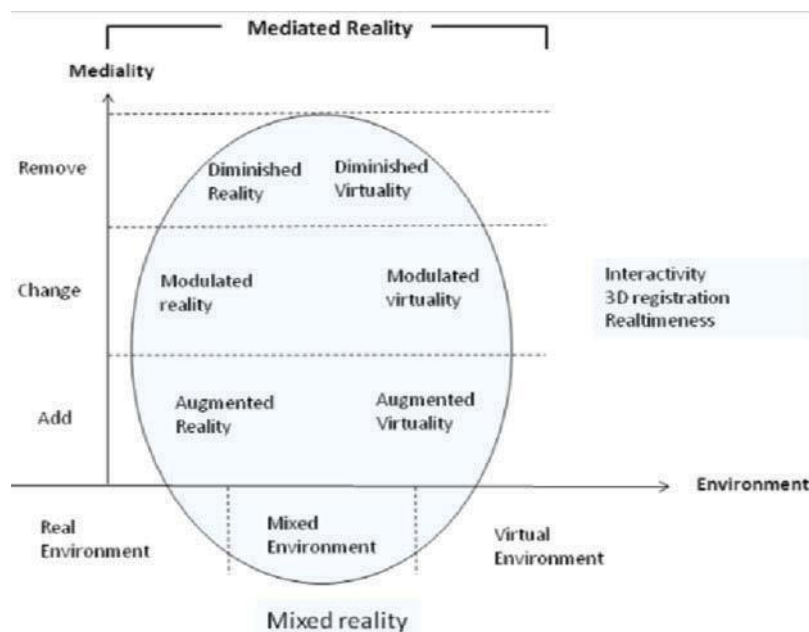 Mediated Reality
Mediality
Remove
Diminished
Reality
Diminished
Virtuality
Change
Modulated
reality
Modulated
virtuality
Interactivity
3D registration
Realtimeness
Add
Augmented
Reality
Augmented
Virtuality
Environment
Real
Environment
Mixed
Environment
Virtual
Environment
Mixed reality